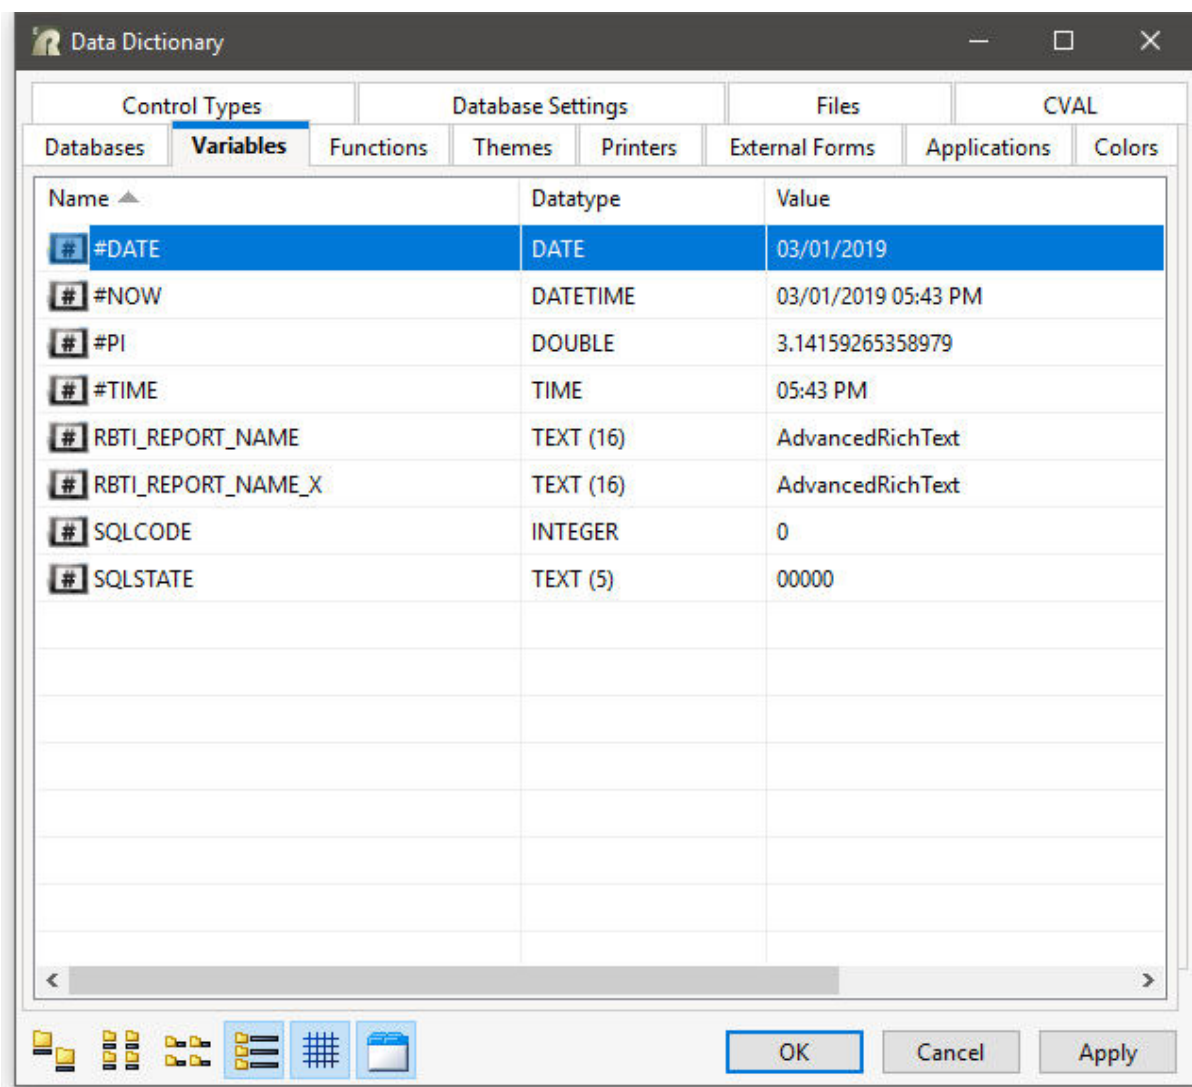 Data Dictionary
Control Types Database Settings Files CVAL
Databases Variables Functions Themes Printers External Forms Applications Colors
Name Datatype Value
#DATE DATE 03/01/2019
#NOW DATETIME 03/01/2019 05:43 PM
#PI DOUBLE 3.14159265358979
#TIME TIME 05:43 PM
RBTI_REPORT_NAME TEXT (16) AdvancedRichText
RBTI_REPORT_NAME_X TEXT (16) AdvancedRichText
SQLCODE INTEGER 0
SQLSTATE TEXT (5) 00000
OK Cancel Apply